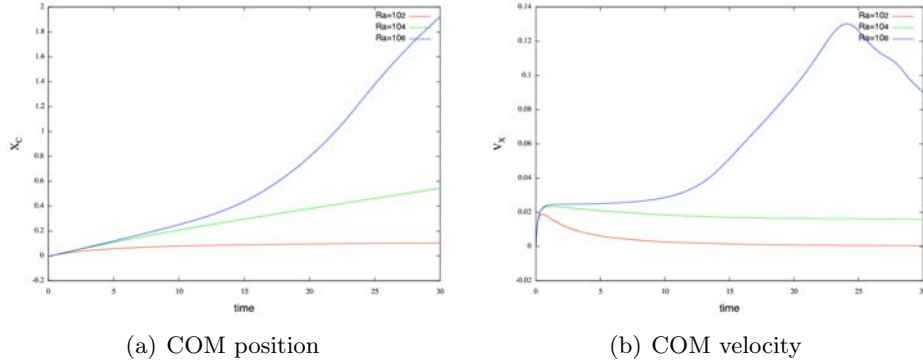 2
1.8
1.6
1.4
1.2
1
0.8
0.6
0.4
0.2
0
-0.2
X_C
0 5 10 15 20 25 30
time
Ra=102
Ra=104
Ra=106
(a) COM position
0.14
0.12
0.1
0.08
0.06
0.04
0.02
0
-0.02
V_X
0 5 10 15 20 25 30
time
Ra=102
Ra=104
Ra=106
(b) COM velocity